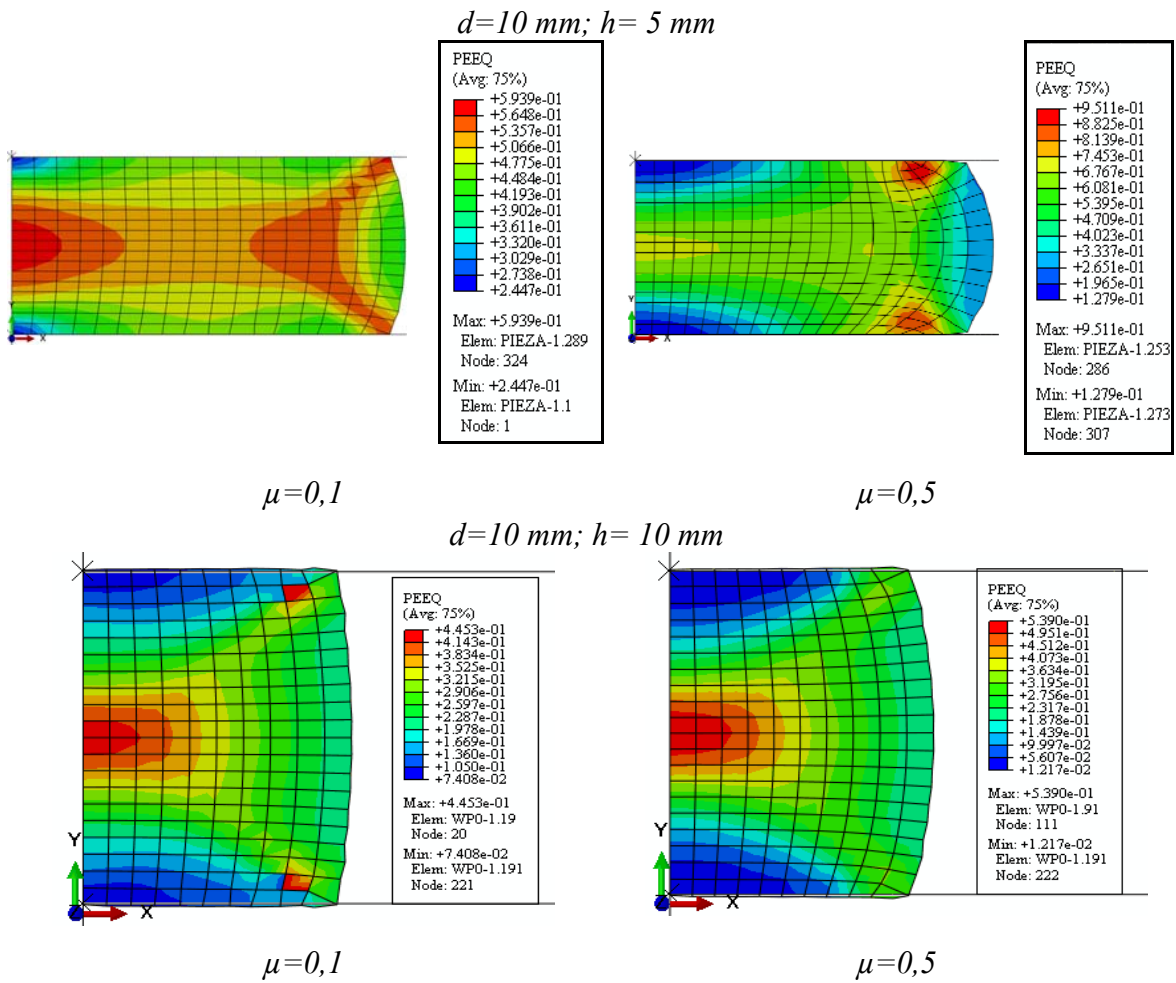 d=10 mm; h= 5 mm
PEEQ
(Avg: 75%)
+5.939e-01
+5.648e-01
+5.357e-01
+5.066e-01
+4.775e-01
+4.484e-01
+4.193e-01
+3.902e-01
+3.611e-01
+3.320e-01
+3.029e-01
+2.738e-01
+2.447e-01
Max: +5.939e-01
Elem: PIEZA-1.289
Node: 324
Min: +2.447e-01
Elem: PIEZA-1.1
Node: 1
Y
X
PEEQ
(Avg: 75%)
+9.511e-01
+8.825e-01
+8.139e-01
+7.453e-01
+6.767e-01
+6.081e-01
+5.395e-01
+4.709e-01
+4.023e-01
+3.337e-01
+2.651e-01
+1.965e-01
+1.279e-01
Max: +9.511e-01
Elem: PIEZA-1.253
Node: 286
Min: +1.279e-01
Elem: PIEZA-1.273
Node: 307
Y
X
μ=0,1
μ=0,5
d=10 mm; h= 10 mm
PEEQ
(Avg: 75%)
+4.453e-01
+4.143e-01
+3.834e-01
+3.525e-01
+3.215e-01
+2.906e-01
+2.597e-01
+2.287e-01
+1.978e-01
+1.669e-01
+1.360e-01
+1.050e-01
+7.408e-02
Max: +4.453e-01
Elem: WP0-1.19
Node: 20
Min: +7.408e-02
Elem: WP0-1.191
Node: 221
Y
Z
X
PEEQ
(Avg: 75%)
+5.390e-01
+4.951e-01
+4.512e-01
+4.073e-01
+3.634e-01
+3.195e-01
+2.756e-01
+2.317e-01
+1.878e-01
+1.439e-01
+9.997e-02
+5.607e-02
+1.217e-02
Max: +5.390e-01
Elem: WP0-1.91
Node: 111
Min: +1.217e-02
Elem: WP0-1.191
Node: 222
Y
Z
X
μ=0,1
μ=0,5